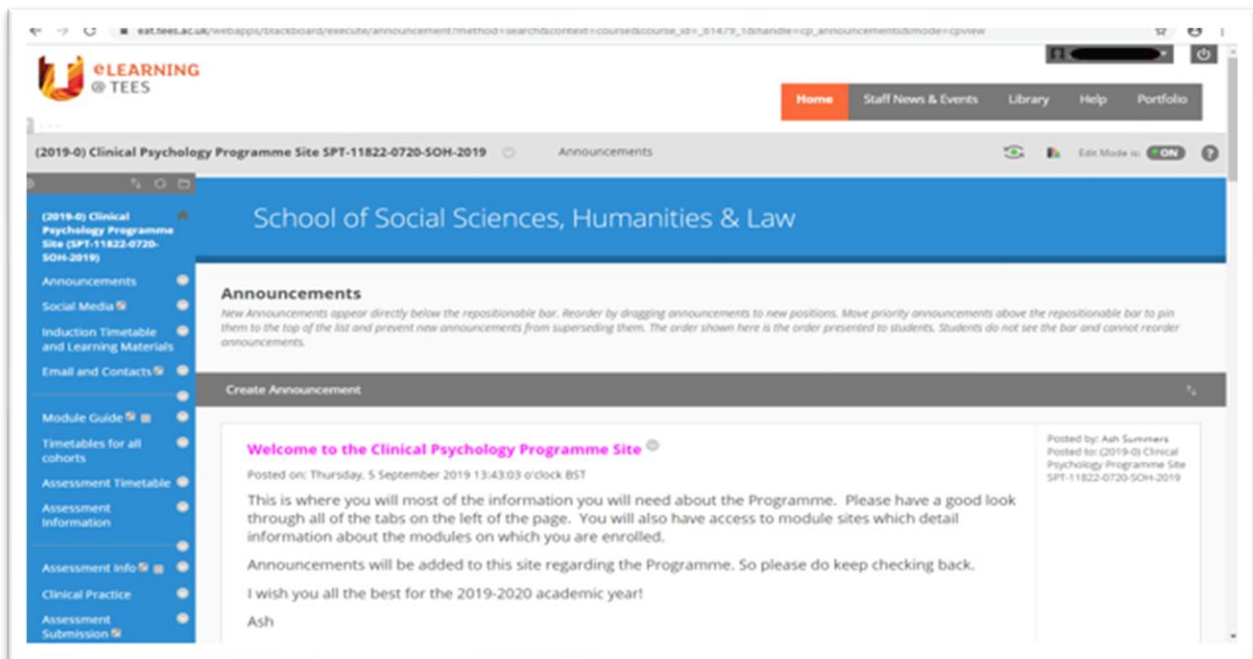 eat.tees.ac.uk/webapps/blackboard/execute/announcement?method=search&context=course&course_id=_61479_1&handle=cp_announcements&mode=cpview
eLEARNING
@ TEES
Home Staff News & Events Library Help Portfolio
(2019-0) Clinical Psychology Programme Site SPT-11822-0720-SOH-2019 Announcements Edit Mode is: ON ?
(2019-0) Clinical
Psychology Programme
Site (SPT-11822-0720-
SOH-2019)
Announcements
Social Media
Induction Timetable
and Learning Materials
Email and Contacts
Module Guide
Timetables for all
cohorts
Assessment Timetable
Assessment
Information
Assessment Info
Clinical Practice
Assessment
Submission
School of Social Sciences, Humanities & Law
Announcements
New Announcements appear directly below the repositionable bar. Reorder by dragging announcements to new positions. Move priority announcements above the repositionable bar to pin
them to the top of the list and prevent new announcements from superseding them. The order shown here is the order presented to students. Students do not see the bar and cannot reorder
announcements.
Create Announcement
Welcome to the Clinical Psychology Programme Site
Posted on: Thursday, 5 September 2019 13:43:03 o'clock BST
This is where you will most of the information you will need about the Programme. Please have a good look
through all of the tabs on the left of the page. You will also have access to module sites which detail
information about the modules on which you are enrolled.
Announcements will be added to this site regarding the Programme. So please do keep checking back.
I wish you all the best for the 2019-2020 academic year!
Ash
Posted by: Ash Summers
Posted to: (2019-0) Clinical
Psychology Programme Site
SPT-11822-0720-SOH-2019